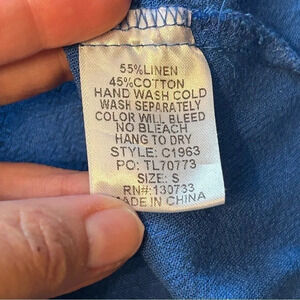 55%LINEN
45%COTTON
HAND WASH COLD
WASH SEPARATELY
COLOR WILL BLEED
NO BLEACH
HANG TO DRY
STYLE: C1963
PO: TL70773
SIZE: S
RN#:130733
MADE IN CHINA